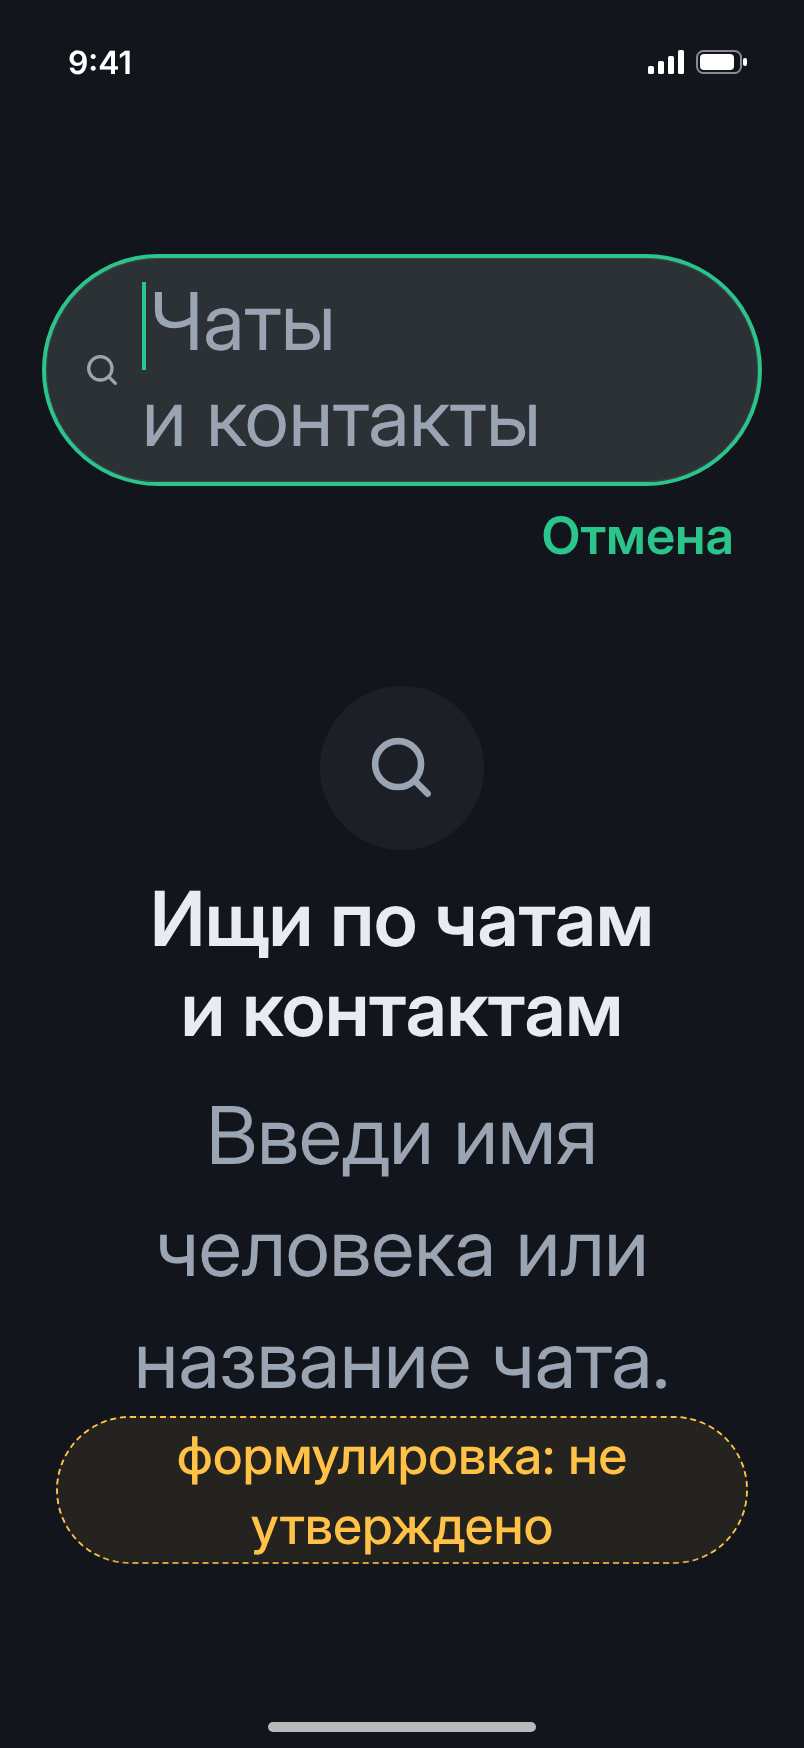 9:41
Чаты
и контакты
Отмена
Ищи по чатам
и контактам
Введи имя
человека или
название чата.
формулировка: не
утверждено